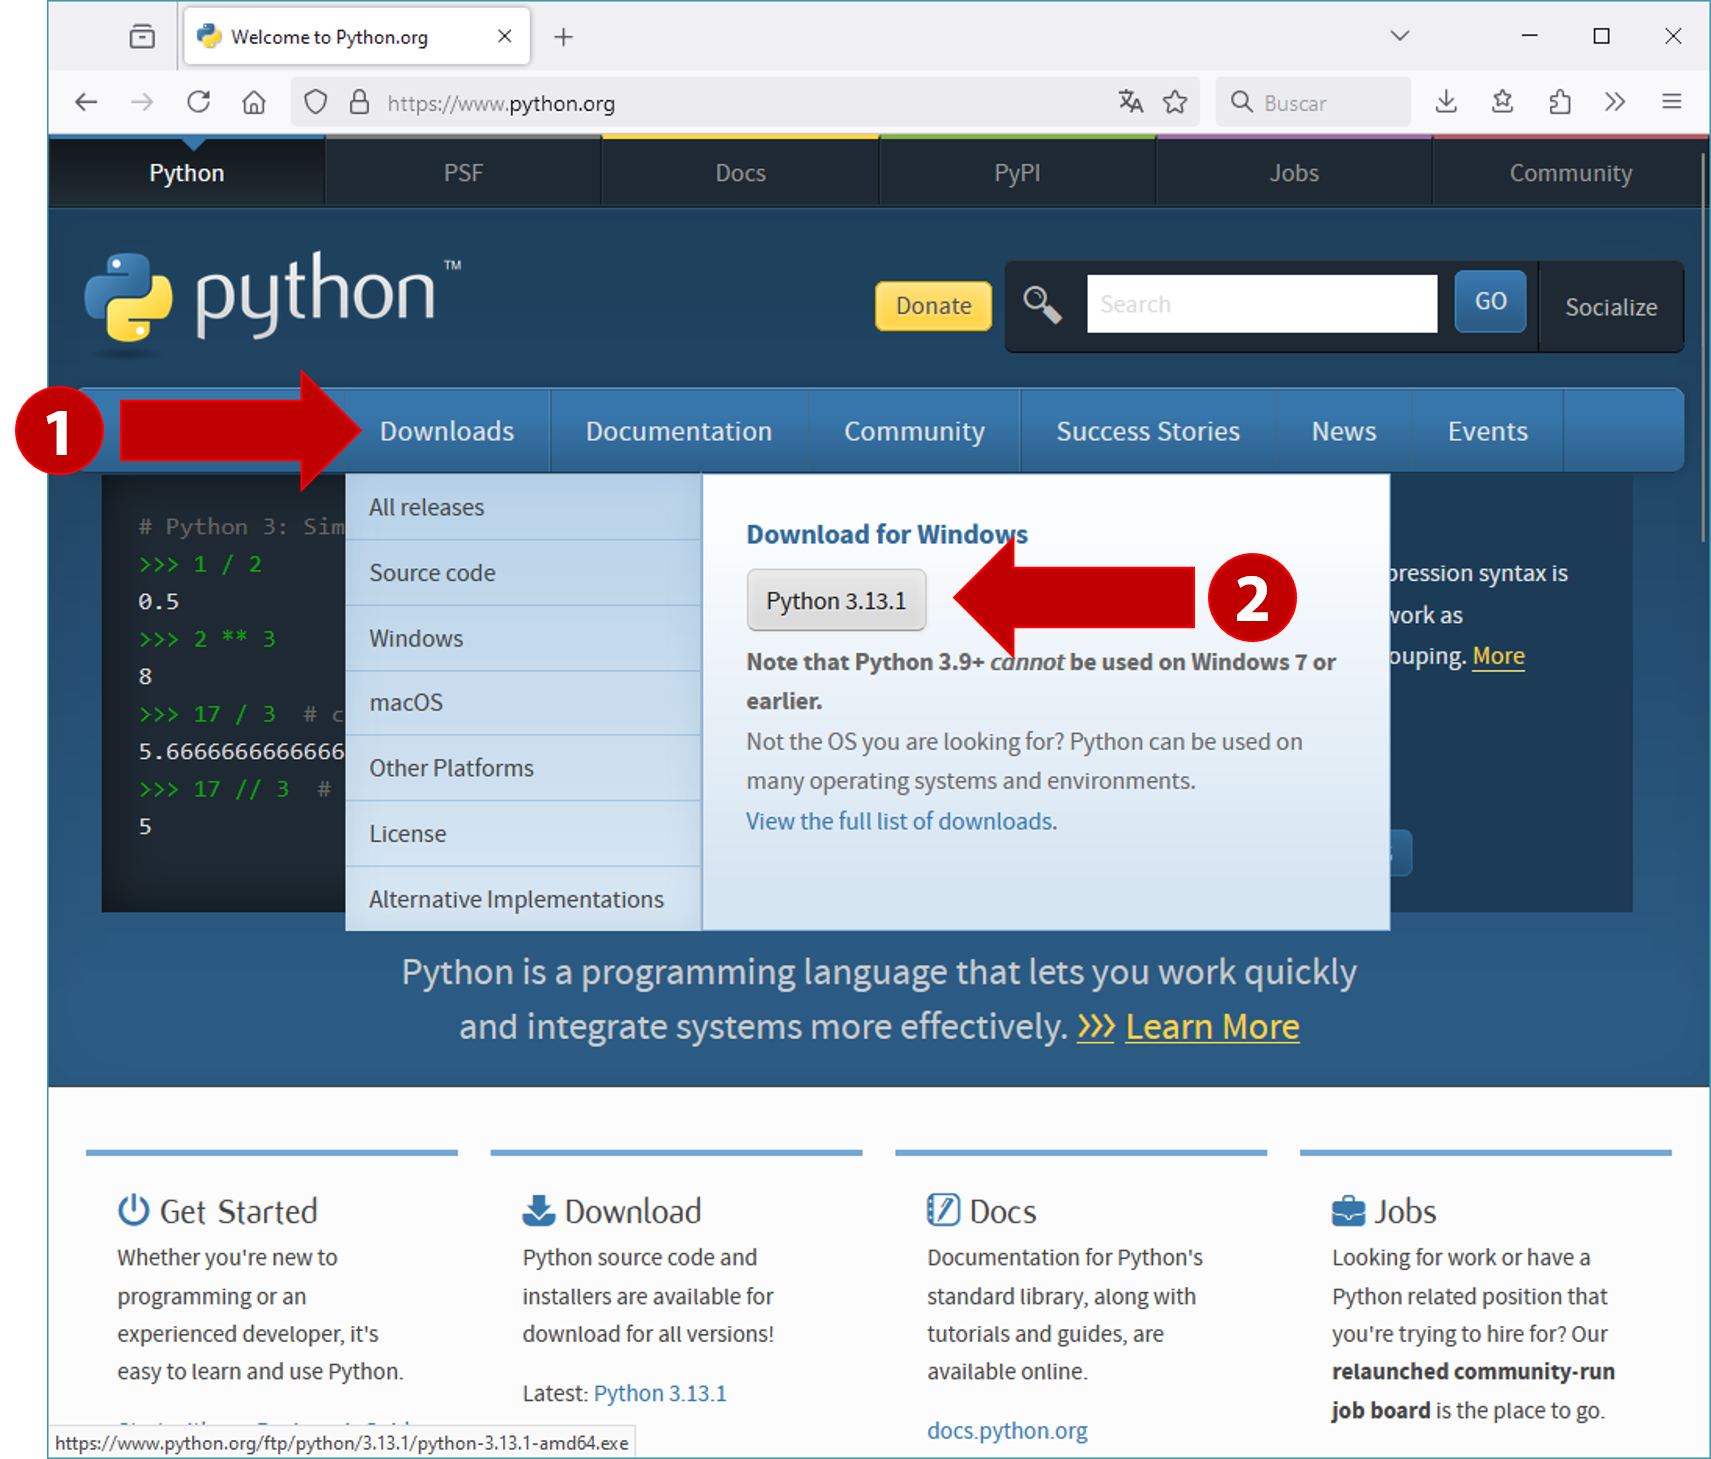 Welcome to Python.org
https://www.python.org
Buscar
Python
PSF
Docs
PyPI
Jobs
Community
python™
Donate
Search
GO
Socialize
1
Downloads
Documentation
Community
Success Stories
News
Events
All releases
Source code
Windows
macOS
Other Platforms
License
Alternative Implementations
Download for Windows
Python 3.13.1
2
Note that Python 3.9+ cannot be used on Windows 7 or
earlier.
Not the OS you are looking for? Python can be used on
many operating systems and environments.
View the full list of downloads.
# Python 3: Sim
>>> 1 / 2
0.5
>>> 2 ** 3
8
>>> 17 / 3 # c
5.6666666666666
>>> 17 // 3 #
5
pression syntax is
work as
ouping. More
Python is a programming language that lets you work quickly
and integrate systems more effectively. >>> Learn More
Get Started
Whether you're new to
programming or an
experienced developer, it's
easy to learn and use Python.
Download
Python source code and
installers are available for
download for all versions!
Latest: Python 3.13.1
Docs
Documentation for Python's
standard library, along with
tutorials and guides, are
available online.
docs.python.org
Jobs
Looking for work or have a
Python related position that
you're trying to hire for? Our
relaunched community-run
job board is the place to go.
https://www.python.org/ftp/python/3.13.1/python-3.13.1-amd64.exe